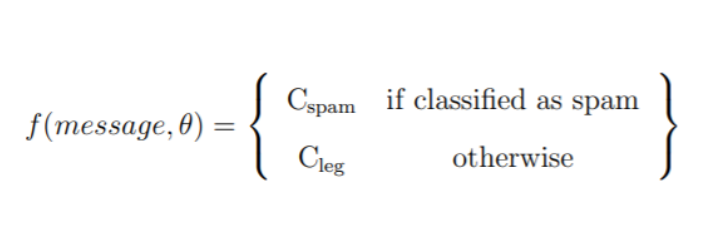 f(message, θ) = { C_spam if classified as spam
C_leg otherwise }